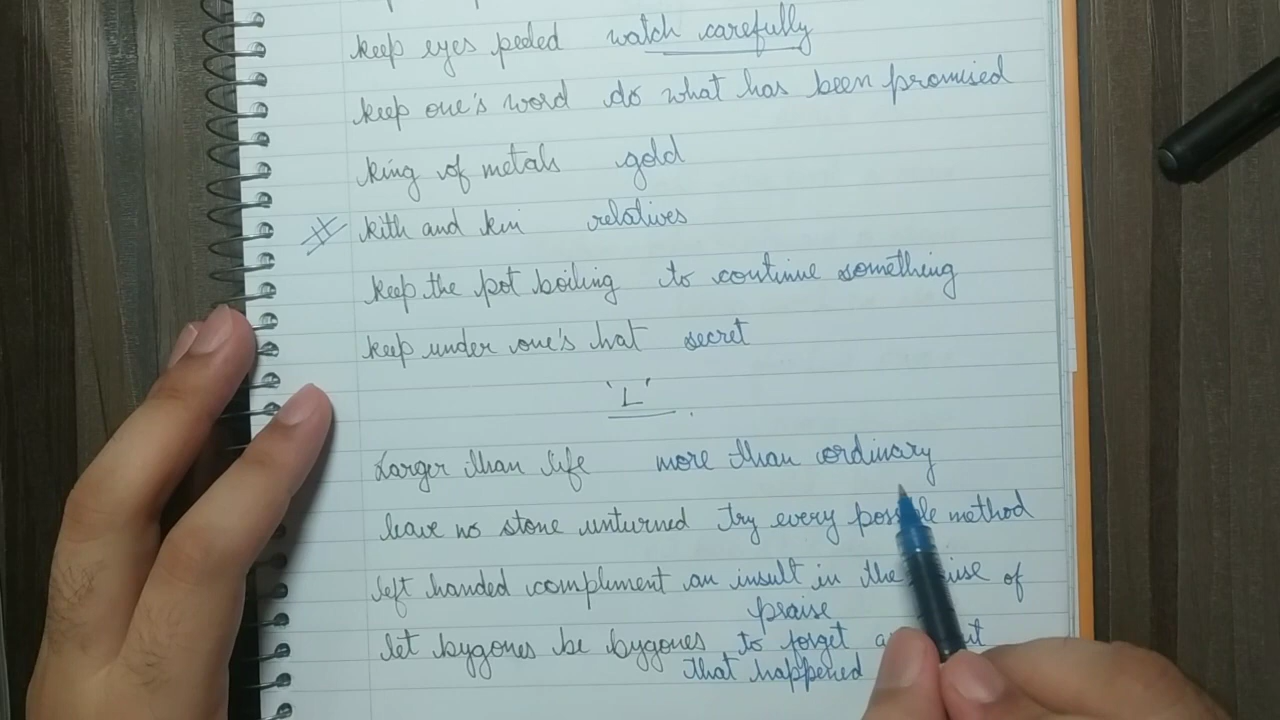 keep eyes peeled watch carefully
keep one's word do what has been promised
king of metals gold
# kith and kin relatives
keep the pot boiling to continue something
keep under one's hat secret
'L'
Larger than life more than ordinary
leave no stone unturned try every possible method
left handed compliment an insult in the of
praise
let bygones be bygones to forget
that happened